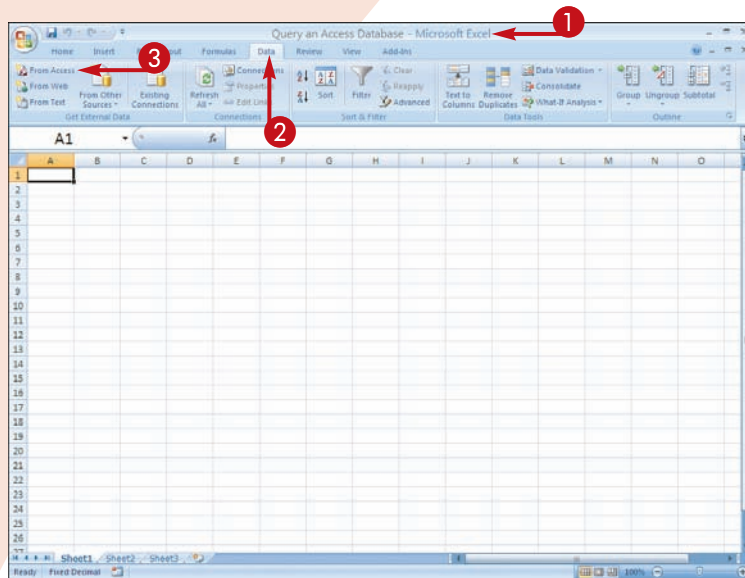 Query an Access Database - Microsoft Excel
1
Home Insert out Formulas Data Review View Add-Ins
3
From Access
From Web
From Text
From Other Sources
Existing Connections
Get External Data
Refresh All
Connections
Properties
Edit Lin
Connections
2
Sort
Filter
Clear
Reapply
Advanced
Sort & Filter
Text to Columns
Remove Duplicates
Data Validation
Consolidate
What-If Analysis
Data Tools
Group Ungroup Subtotal
Outline
A1 fx
A B C D E F G H I J K L M N O
1
2
3
4
5
6
7
8
9
10
11
12
13
14
15
16
17
18
19
20
21
22
23
24
25
26
27
Sheet1 Sheet2 Sheet3
Ready Fixed Decimal 100%